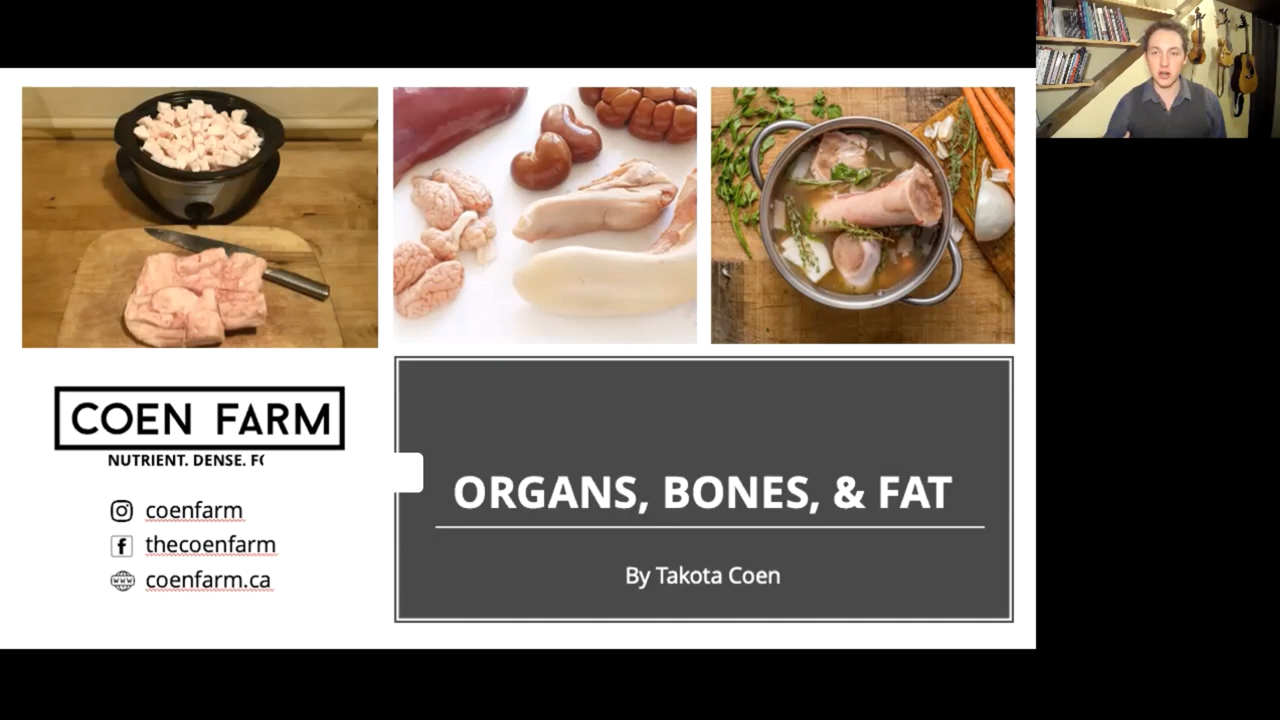 COEN FARM
NUTRIENT. DENSE.
coenfarm
thecoenfarm
coenfarm.ca
ORGANS, BONES, & FAT
By Takota Coen